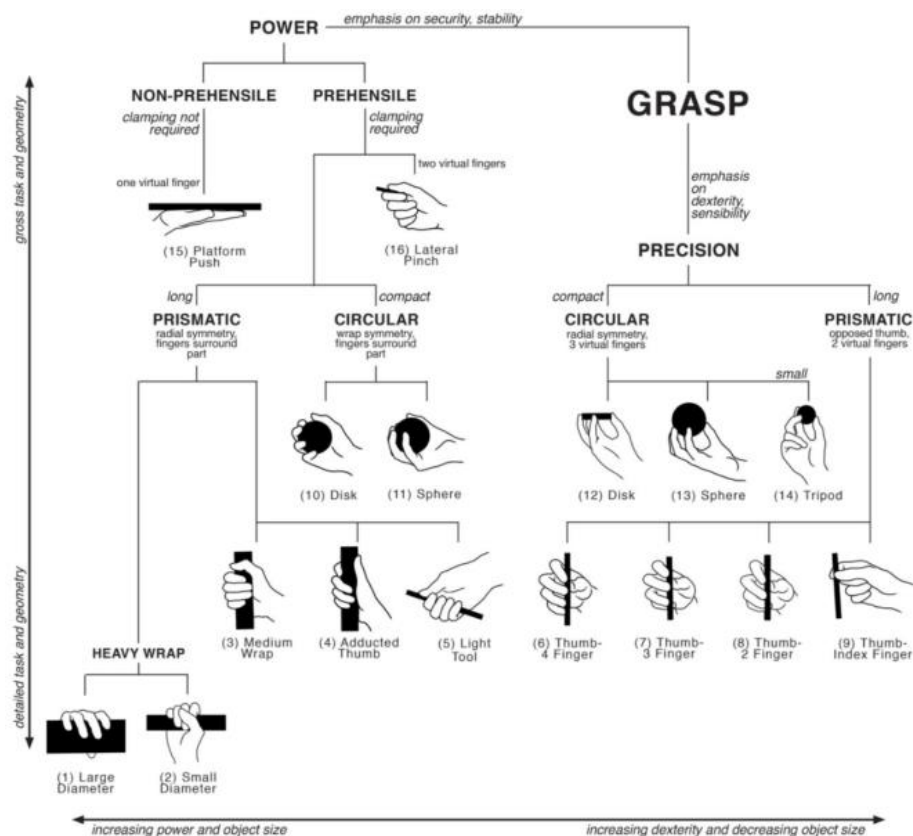 emphasis on security, stability
POWER
NON-PREHENSILE
clamping not
required
PREHENSILE
clamping
required
GRASP
one virtual finger
two virtual fingers
emphasis
on
dexterity,
sensibility
(15) Platform
Push
(16) Lateral
Pinch
PRECISION
long
compact
compact
long
PRISMATIC
radial symmetry,
fingers surround
part
CIRCULAR
wrap symmetry,
fingers surround
part
CIRCULAR
radial symmetry,
3 virtual fingers
PRISMATIC
opposed thumb,
2 virtual fingers
small
(10) Disk
(11) Sphere
(12) Disk
(13) Sphere
(14) Tripod
(3) Medium
Wrap
(4) Adducted
Thumb
(5) Light
Tool
(6) Thumb-
4 Finger
(7) Thumb-
3 Finger
(8) Thumb-
2 Finger
(9) Thumb-
Index Finger
HEAVY WRAP
(1) Large
Diameter
(2) Small
Diameter
gross task and geometry
detailed task and geometry
increasing power and object size
increasing dexterity and decreasing object size